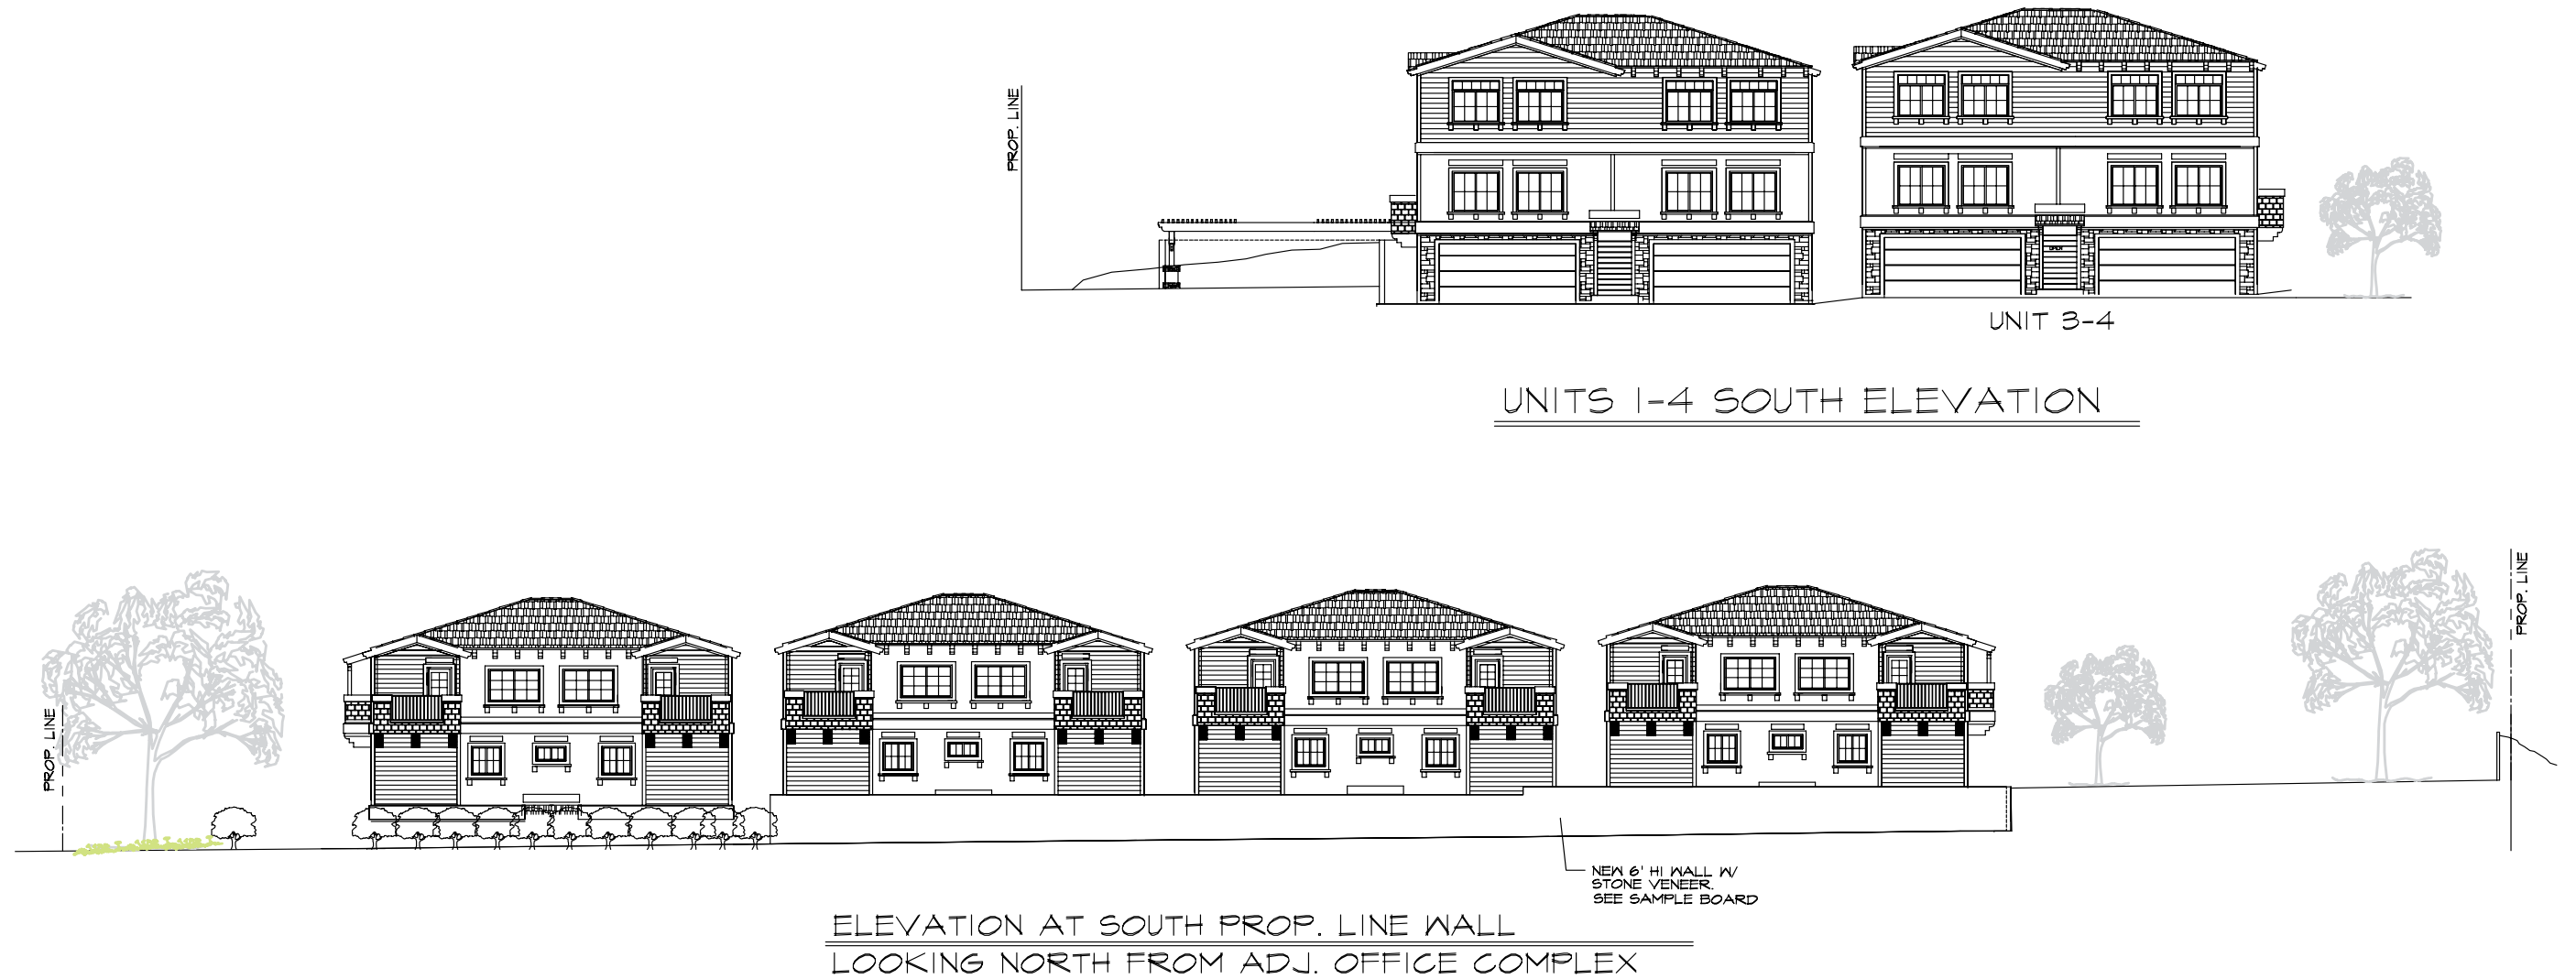 PROP. LINE
UNIT 3-4
UNITS 1-4 SOUTH ELEVATION
PROP. LINE
PROP. LINE
NEW 6' HI WALL W/
STONE VENEER.
SEE SAMPLE BOARD
ELEVATION AT SOUTH PROP. LINE WALL
LOOKING NORTH FROM ADJ. OFFICE COMPLEX